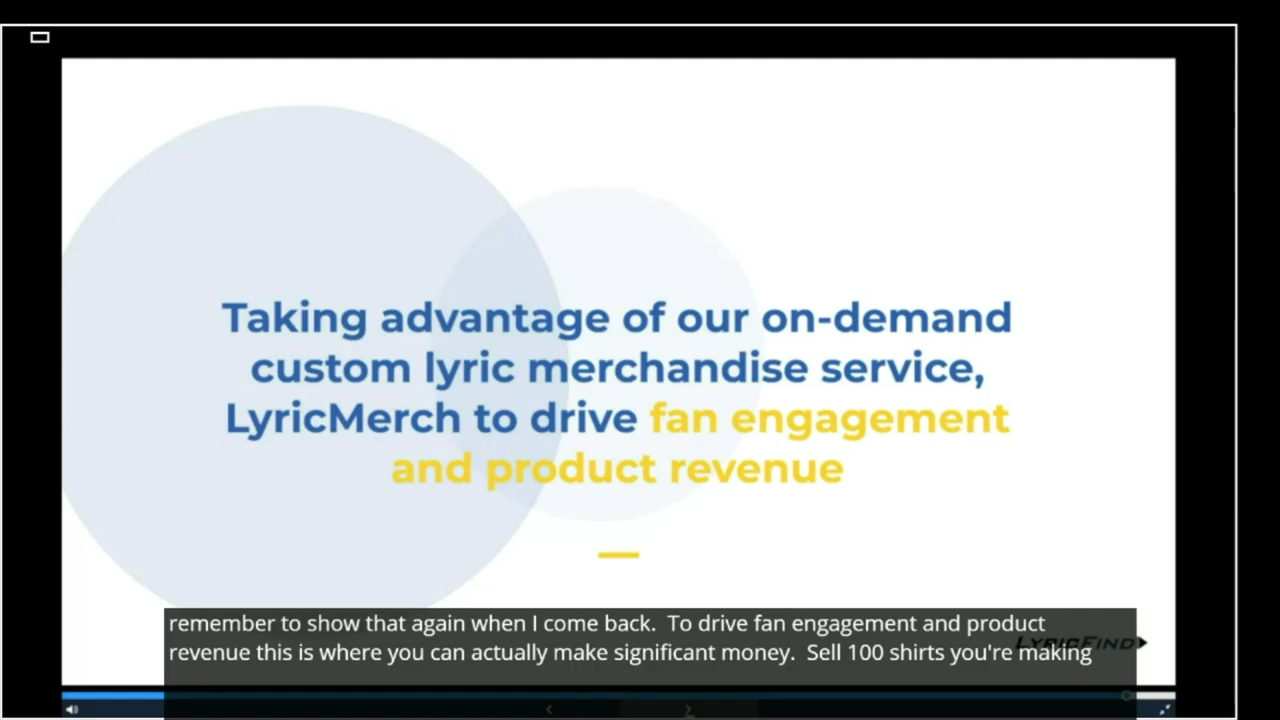 Taking advantage of our on-demand
custom lyric merchandise service,
LyricMerch to drive fan engagement
and product revenue
remember to show that again when I come back.  To drive fan engagement and product
revenue this is where you can actually make significant money.  Sell 100 shirts you're making
LYRICFIND